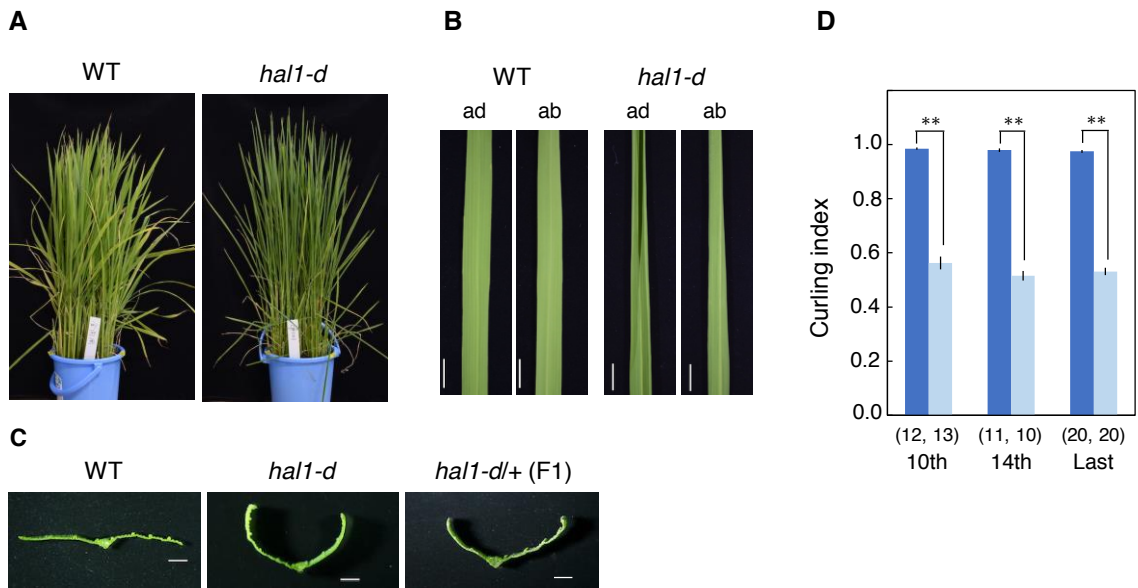 A
WT
hal1-d
B
WT
hal1-d
ad
ab
ad
ab
C
WT
hal1-d
hal1-d/+ (F1)
D
**
**
**
Curling index
1.0
0.8
0.6
0.4
0.2
0.0
(12, 13)
(11, 10)
(20, 20)
10th
14th
Last